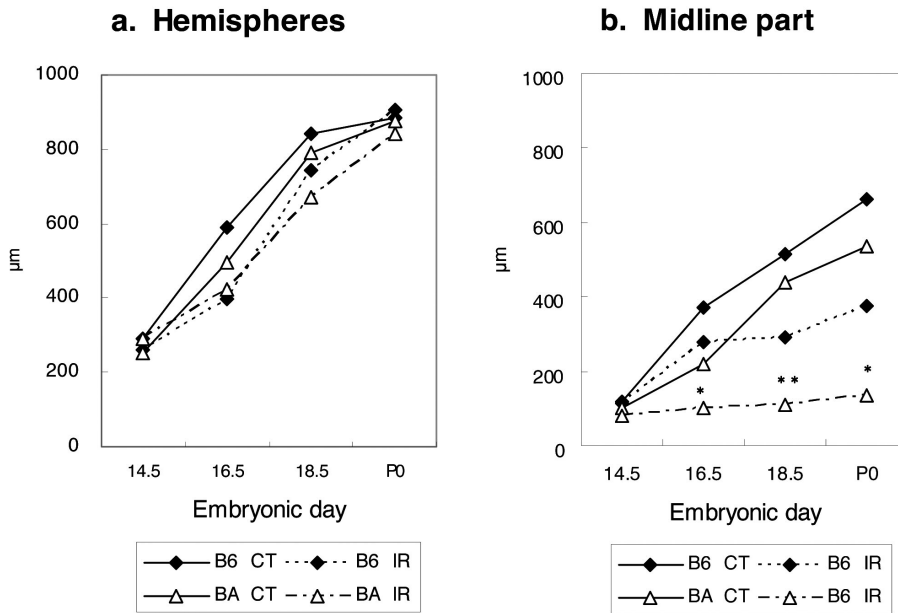 a. Hemispheres
1000
800
600
400
200
0
µm
14.5 16.5 18.5 P0
Embryonic day
B6 CT B6 IR
BA CT BA IR
b. Midline part
1000
800
600
400
200
0
µm
*
* *
*
14.5 16.5 18.5 P0
Embryonic day
B6 CT B6 IR
BA CT B6 IR